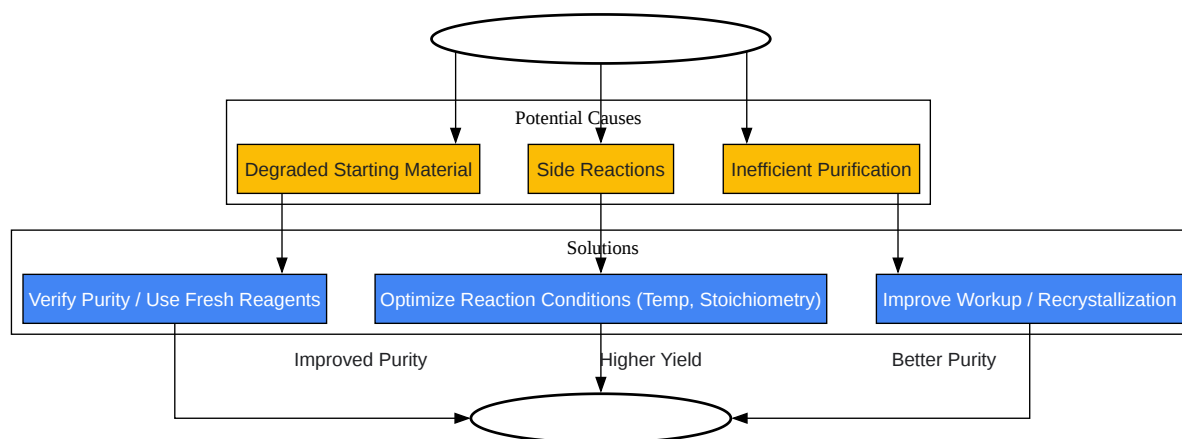 Potential Causes
Degraded Starting Material
Side Reactions
Inefficient Purification
Solutions
Verify Purity / Use Fresh Reagents
Optimize Reaction Conditions (Temp, Stoichiometry)
Improve Workup / Recrystallization
Improved Purity
Higher Yield
Better Purity